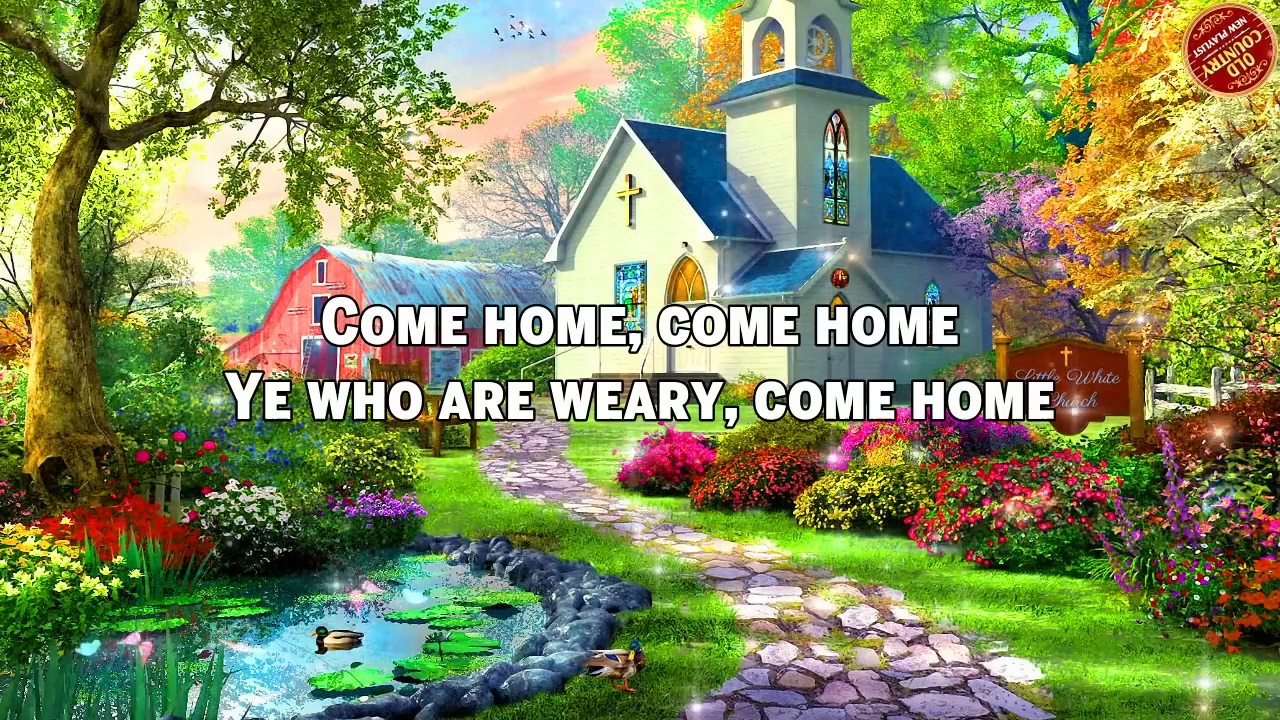 OLD
COUNTRY
NEW PLAYLIST
Come home, come home
Ye who are weary, come home
Little White
Church